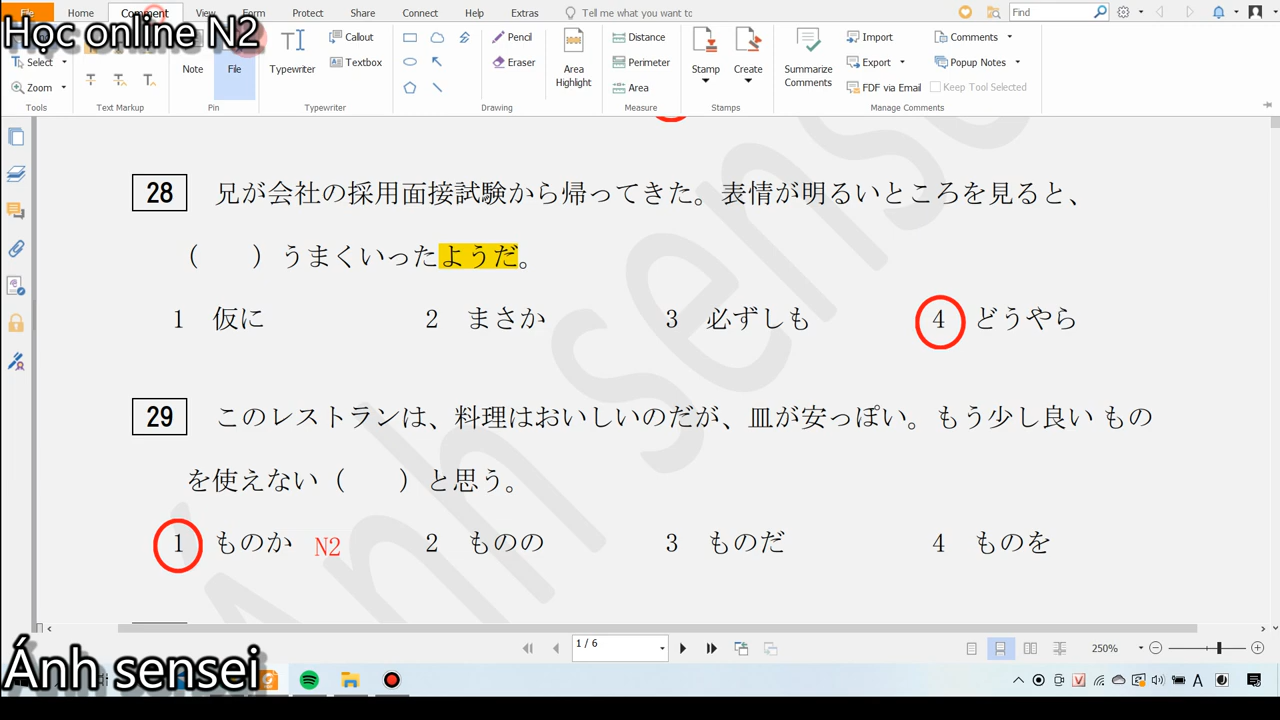 File Home Comment View Form Protect Share Connect Help Extras Tell me what you want tc Find
Học online N2
Select
Zoom
Tools
Text Markup
Note
File
Pin
Typewriter
Callout
Textbox
Typewriter
Pencil
Eraser
Drawing
Area Highlight
Distance
Perimeter
Area
Measure
Stamp
Create
Stamps
Summarize Comments
Import
Export
FDF via Email
Comments
Popup Notes
Keep Tool Selected
Manage Comments
28 兄が会社の採用面接試験から帰ってきた。表情が明るいところを見ると、
( ) うまくいったようだ。
1 仮に 2 まさか 3 必ずしも 4 どうやら
29 このレストランは、料理はおいしいのだが、皿が安っぽい。もう少し良い もの
を使えない ( ) と思う。
1 ものか N2 2 ものの 3 ものだ 4 ものを
Ánh sensei
1 / 6
250%
Ánh sensei